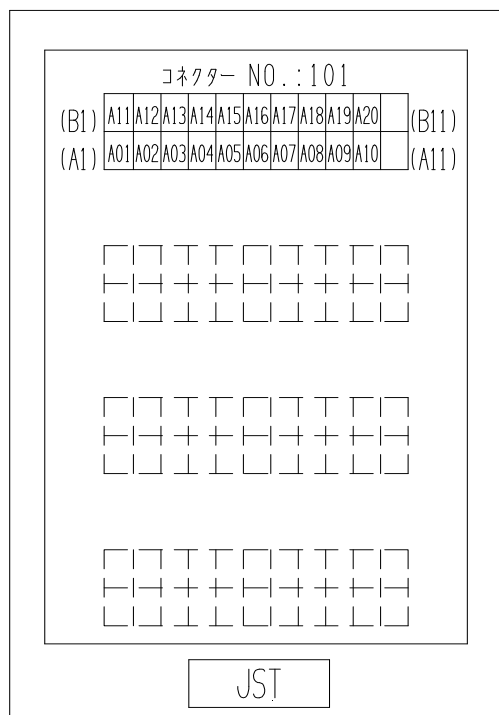 コネクター NO.:101
(B1) A11 A12 A13 A14 A15 A16 A17 A18 A19 A20 (B11)
(A1) A01 A02 A03 A04 A05 A06 A07 A08 A09 A10 (A11)
JST